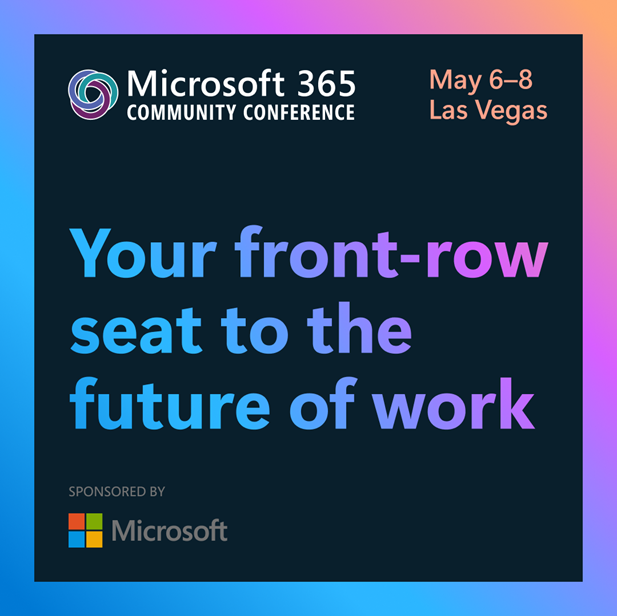 Microsoft 365
COMMUNITY CONFERENCE
May 6–8
Las Vegas
Your front-row
seat to the
future of work
SPONSORED BY
Microsoft